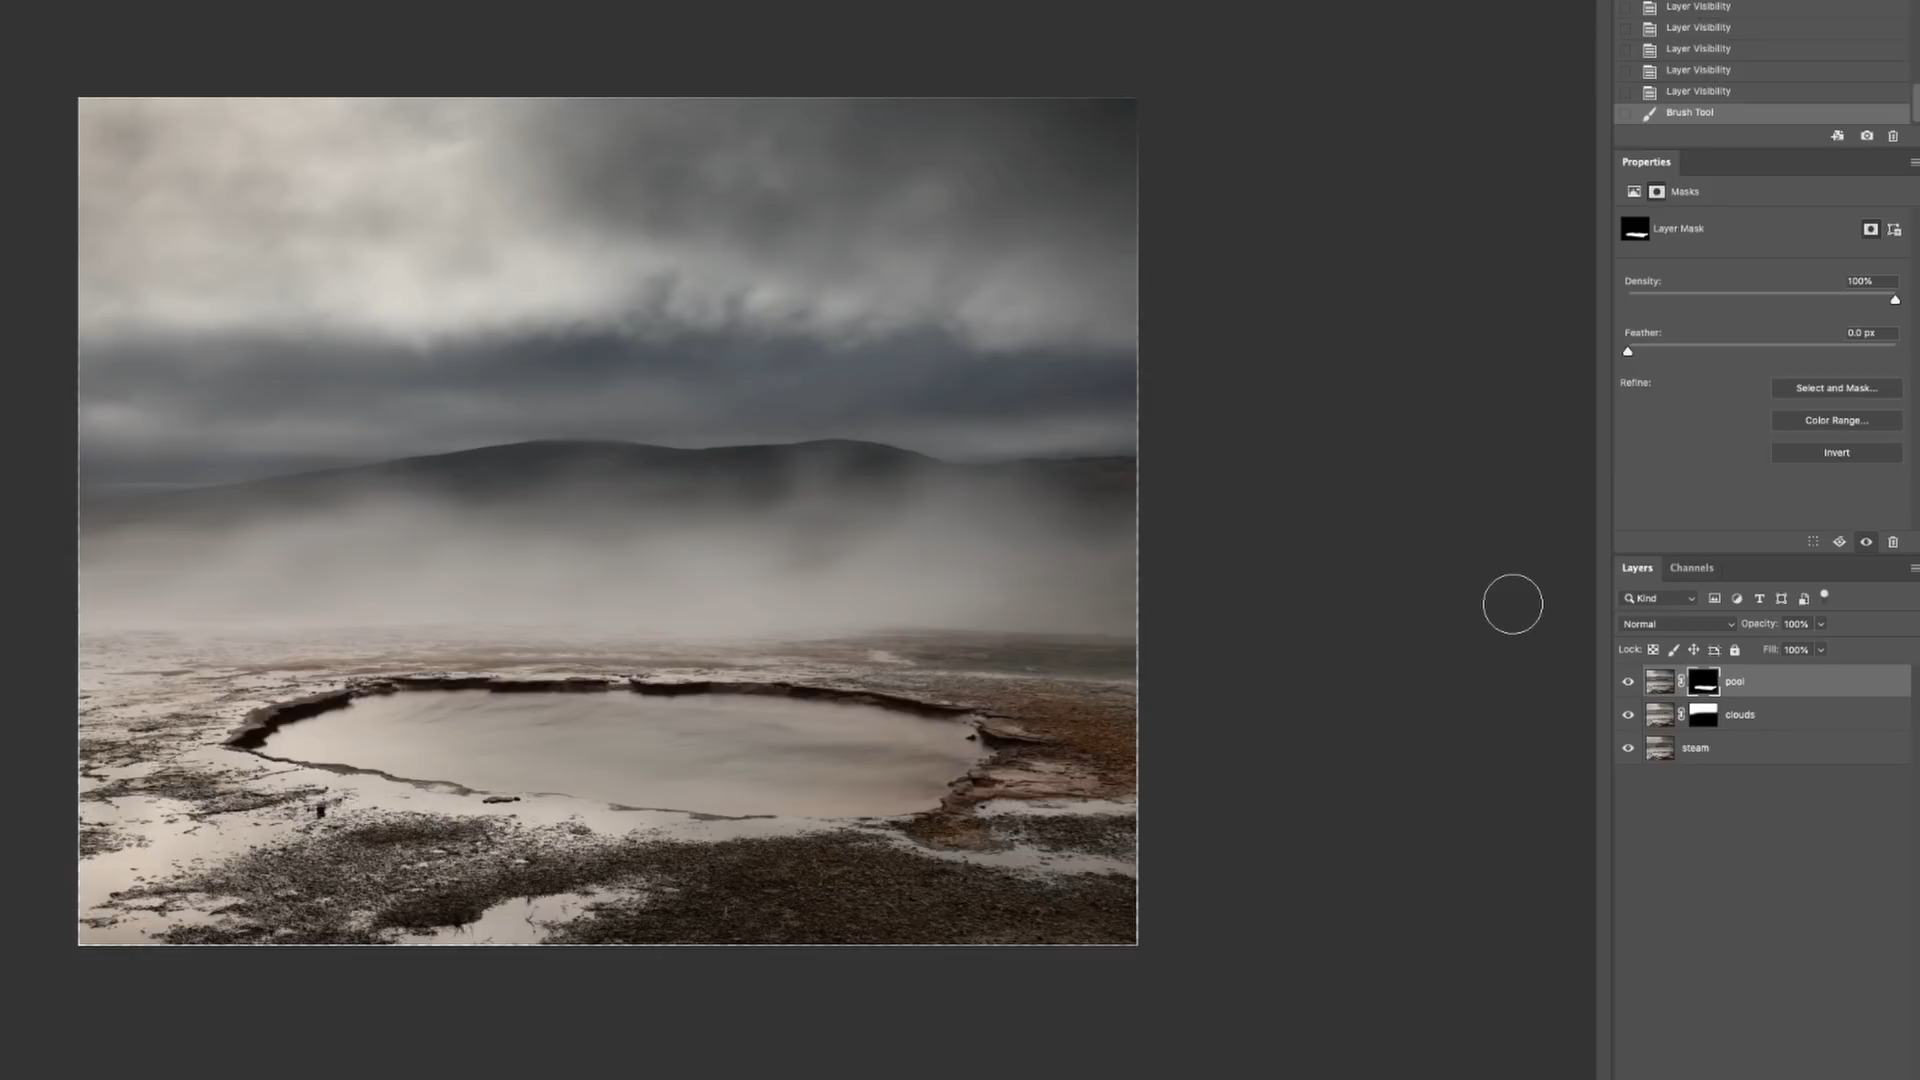 Layer Visibility
Layer Visibility
Layer Visibility
Layer Visibility
Layer Visibility
Brush Tool
Properties
Masks
Layer Mask
Density: 100%
Feather: 0.0 px
Refine: Select and Mask...
Color Range...
Invert
Layers Channels
Kind
Normal Opacity: 100%
Lock: Fill: 100%
pool
clouds
steam